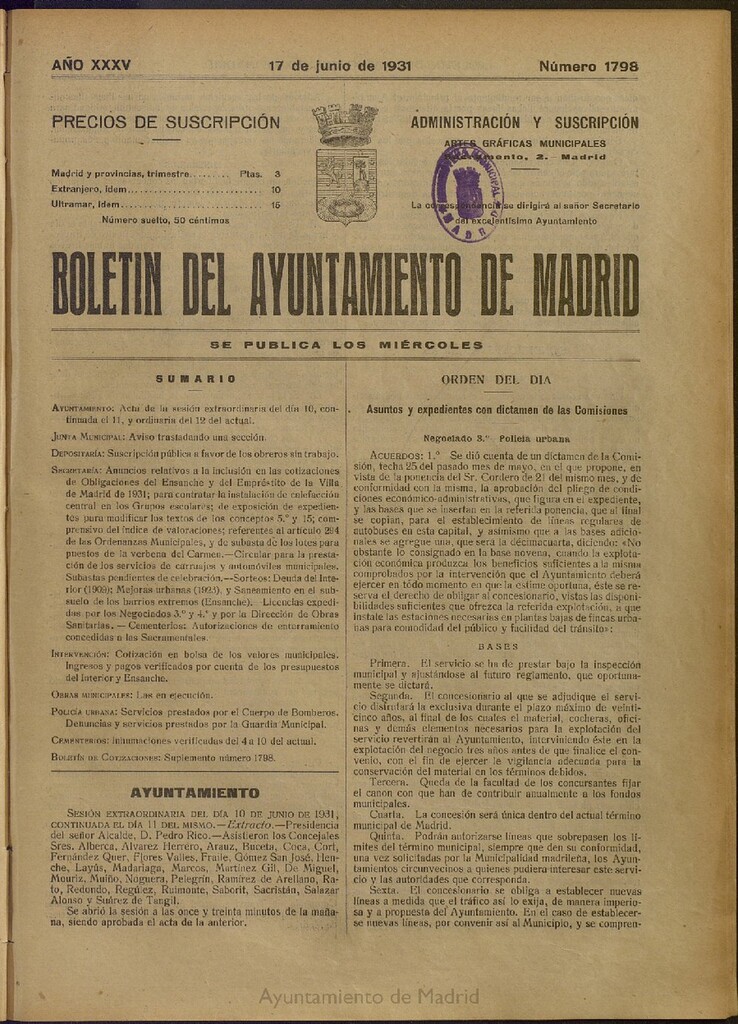 AÑO XXXV
17 de junio de 1931
Número 1798
PRECIOS DE SUSCRIPCIÓN
Madrid y provincias, trimestre........ Ptas. 3
Extranjero, idem........................ 10
Ultramar, idem.......................... 15
Número suelto, 50 céntimos
ADMINISTRACIÓN Y SUSCRIPCIÓN
ARTES GRÁFICAS MUNICIPALES
2. Madrid
La correspondencia se dirigirá al señor Secretario
del excelentísimo Ayuntamiento
MUNICIPAL
MADRID
BOLETIN DEL AYUNTAMIENTO DE MADRID
SE PUBLICA LOS MIÉRCOLES
SUMARIO
AYUNTAMIENTO: Acta de la sesión extraordinaria del día 10, con-
tinuada el 11, y ordinaria del 12 del actual.
JUNTA MUNICIPAL: Aviso trasladando una sección.
DEPOSITARÍA: Suscripción pública a favor de los obreros sin trabajo.
SECRETARÍA: Anuncios relativos a la inclusión en las cotizaciones
de Obligaciones del Ensanche y del Empréstito de la Villa
de Madrid de 1931; para contratar la instalación de calefacción
central en los Grupos escolares; de exposición de expedien-
tes para modificar los textos de los conceptos 5.º y 15; com-
prensivo del índice de valoraciones; referentes al artículo 294
de las Ordenanzas Municipales, y de subasta de los lotes para
puestos de la verbena del Carmen.—Circular para la presta-
ción de los servicios de carruajes y automóviles municipales.
Subastas pendientes de celebración.—Sorteos: Deuda del Inte-
rior (1909); Mejoras urbanas (1923), y Saneamiento en el sub-
suelo de los barrios extremos (Ensanche).—Licencias expedi-
das por los Negociados 3.º y 4.º y por la Dirección de Obras
Sanitarias.—Cementerios: Autorizaciones de enterramiento
concedidas a las Sacramentales.
INTERVENCIÓN: Cotización en bolsa de los valores municipales.
Ingresos y pagos verificados por cuenta de los presupuestos
del Interior y Ensanche.
OBRAS MUNICIPALES: Las en ejecución.
POLICÍA URBANA: Servicios prestados por el Cuerpo de Bomberos.
Denuncias y servicios prestados por la Guardia Municipal.
CEMENTERIOS: Inhumaciones verificadas del 4 a 10 del actual.
BOLETÍN DE COTIZACIONES: Suplemento número 1798.
AYUNTAMIENTO
SESIÓN EXTRAORDINARIA DEL DÍA 10 DE JUNIO DE 1931,
CONTINUADA EL DÍA 11 DEL MISMO.—Extracto.—Presidencia
del señor Alcalde, D. Pedro Rico.—Asistieron los Concejales
Sres. Alberca, Alvarez Herrero, Arauz, Buceta, Coca, Cort,
Fernández Quer, Flores Valles, Fraile, Gómez San José, Hen-
che, Layús, Madariaga, Marcos, Martínez Gil, De Miguel,
Mouriz, Muiño, Noguera, Pelegrín, Ramírez de Arellano, Ra-
to, Redondo, Regúlez, Ruimonte, Saborit, Sacristán, Salazar
Alonso y Suárez de Tangil.
Se abrió la sesión a las once y treinta minutos de la maña-
na, siendo aprobada el acta de la anterior.
ORDEN DEL DIA
Asuntos y expedientes con dictamen de las Comisiones
Negociado 3.º Policía urbana
ACUERDOS: 1.º Se dió cuenta de un dictamen de la Comi-
sión, fecha 25 del pasado mes de mayo, en el que propone, en
vista de la ponencia del Sr. Cordero de 21 del mismo mes, y de
conformidad con la misma, la aprobación del pliego de condi-
ciones económico-administrativas, que figura en el expediente,
y las bases que se insertan en la referida ponencia, que al final
se copian, para el establecimiento de líneas regulares de
autobuses en esta capital, y asimismo que a las bases adicio-
nales se agregue una, que será la décimacuarta, diciendo: «No
obstante lo consignado en la base novena, cuando la explota-
ción económica produzca los beneficios suficientes a la misma
comprobados por la intervención que el Ayuntamiento deberá
ejercer en todo momento en que la estime oportuna, éste se re-
serva el derecho de obligar al concesionario, vistas las dispo-
nibilidades suficientes que ofrezca la referida explotación, a que
instale las estaciones necesarias en plantas bajas de fincas urba-
nas para comodidad del público y facilidad del tránsito»:
BASES
Primera. El servicio se ha de prestar bajo la inspección
municipal y ajustándose al futuro reglamento, que oportuna-
mente se dictará.
Segunda. El concesionario al que se adjudique el servi-
cio disfrutará la exclusiva durante el plazo máximo de veinti-
cinco años, al final de los cuales el material, cocheras, ofici-
nas y demás elementos necesarios para la explotación del
servicio revertirán al Ayuntamiento, interviniendo éste en la
explotación del negocio tres años antes de que finalice el con-
venio, con el fin de ejercer la vigilancia adecuada para la
conservación del material en los términos debidos.
Tercera. Queda de la facultad de los concursantes fijar
el canon con que han de contribuir anualmente a los fondos
municipales.
Cuarta. La concesión será única dentro del actual término
municipal de Madrid.
Quinta. Podrán autorizarse líneas que sobrepasen los lí-
mites del término municipal, siempre que den su conformidad,
una vez solicitadas por la Municipalidad madrileña, los Ayun-
tamientos circunvecinos a quienes pudiera interesar este servi-
cio y las autoridades que corresponda.
Sexta. El concesionario se obliga a establecer nuevas
líneas a medida que el tráfico así lo exija, de manera imperio-
sa y a propuesta del Ayuntamiento. En el caso de establecer-
se nuevas líneas, por convenir así al Municipio, y se compren-
Ayuntamiento de Madrid